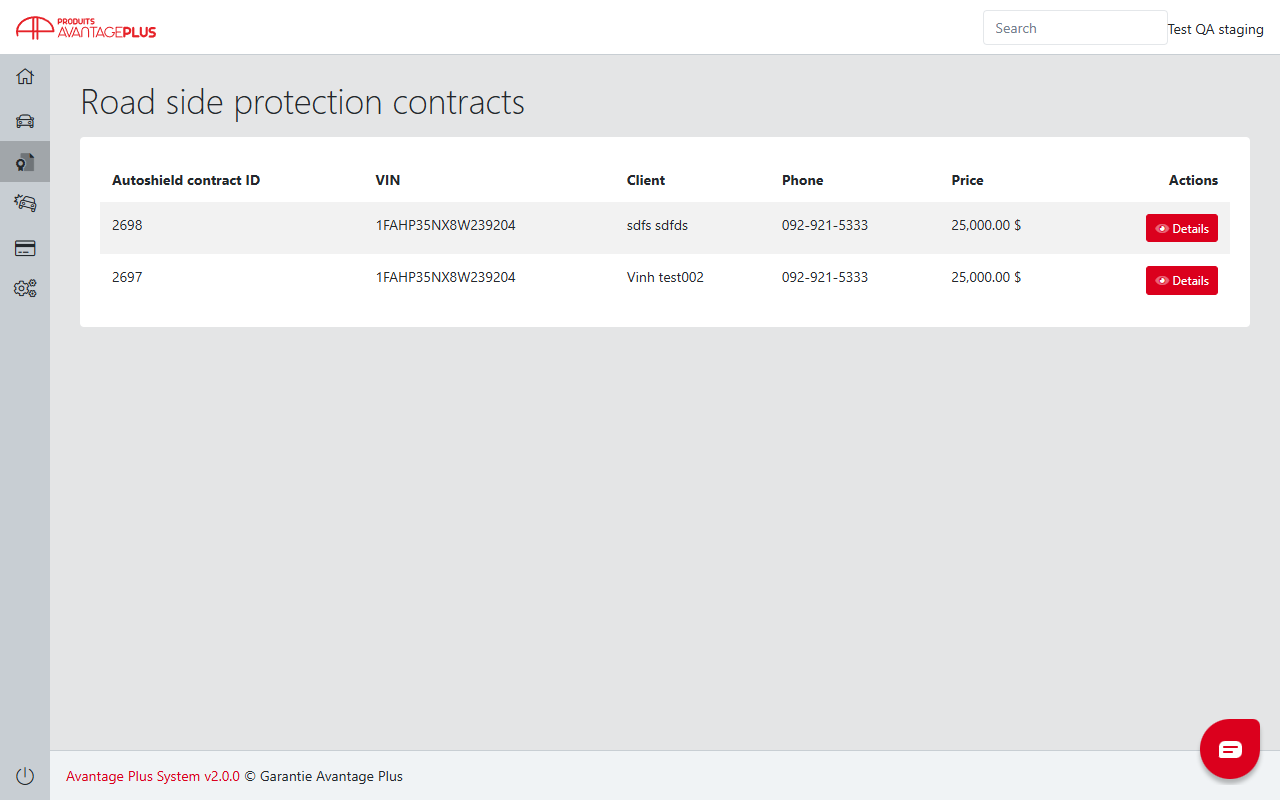 PRODUITS
AVANTAGEPLUS
Search
Test QA staging
Road side protection contracts
Autoshield contract ID VIN Client Phone Price Actions
2698 1FAHP35NX8W239204 sdfs sdfds 092-921-5333 25,000.00 $ Details
2697 1FAHP35NX8W239204 Vinh test002 092-921-5333 25,000.00 $ Details
Avantage Plus System v2.0.0 © Garantie Avantage Plus